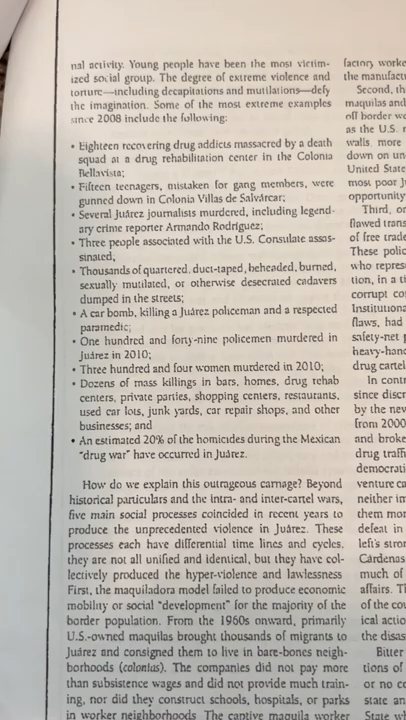 nal activity. Young people have been the most victim-
ized social group. The degree of extreme violence and
torture—including decapitations and mutilations—defy
the imagination. Some of the most extreme examples
since 2008 include the following:
• Eighteen recovering drug addicts massacred by a death
squad at a drug rehabilitation center in the Colonia
Bellavista;
• Fifteen teenagers, mistaken for gang members, were
gunned down in Colonia Villas de Salvárcar;
• Several Juárez journalists murdered, including legend-
ary crime reporter Armando Rodríguez;
• Three people associated with the U.S. Consulate assas-
sinated,
• Thousands of quartered, duct-taped, beheaded, burned,
sexually mutilated, or otherwise desecrated cadavers
dumped in the streets;
• A car bomb, killing a Juárez policeman and a respected
paramedic;
• One hundred and forty-nine policemen murdered in
Juárez in 2010;
• Three hundred and four women murdered in 2010;
• Dozens of mass killings in bars, homes, drug rehab
centers, private parties, shopping centers, restaurants,
used car lots, junk yards, car repair shops, and other
businesses; and
• An estimated 20% of the homicides during the Mexican
"drug war" have occurred in Juárez.
How do we explain this outrageous carnage? Beyond
historical particulars and the intra- and inter-cartel wars,
five main social processes coincided in recent years to
produce the unprecedented violence in Juárez. These
processes each have differential time lines and cycles,
they are not all unified and identical, but they have col-
lectively produced the hyper-violence and lawlessness
First, the maquiladora model failed to produce economic
mobility or social "development" for the majority of the
border population. From the 1960s onward, primarily
U.S.-owned maquilas brought thousands of migrants to
Juárez and consigned them to live in bare-bones neigh-
borhoods (colonias). The companies did not pay more
than subsistence wages and did not provide much train-
ing, nor did they construct schools, hospitals, or parks
in worker neighborhoods. The captive maquila worker
factory worke
the manufactu
Second, th
maquilas and
off border wo
as the U.S. r
walls, more
down on un
United State
most poor Ju
opportunity
Third, or
flawed trans
of free trade
These polic
who repres
tion, in a ti
corrupt co
Institutiona
flaws, had
safety-net p
heavy-hand
drug cartel
In contr
since discr
by the new
from 2000
and broke
drug traffi
democrati
venture ca
neither im
them mor
defeat in
left's stron
Cárdenas
much of
affairs. Th
of the cou
ical actio
the disas
Bitter
tions of
or no co
state an
State wh